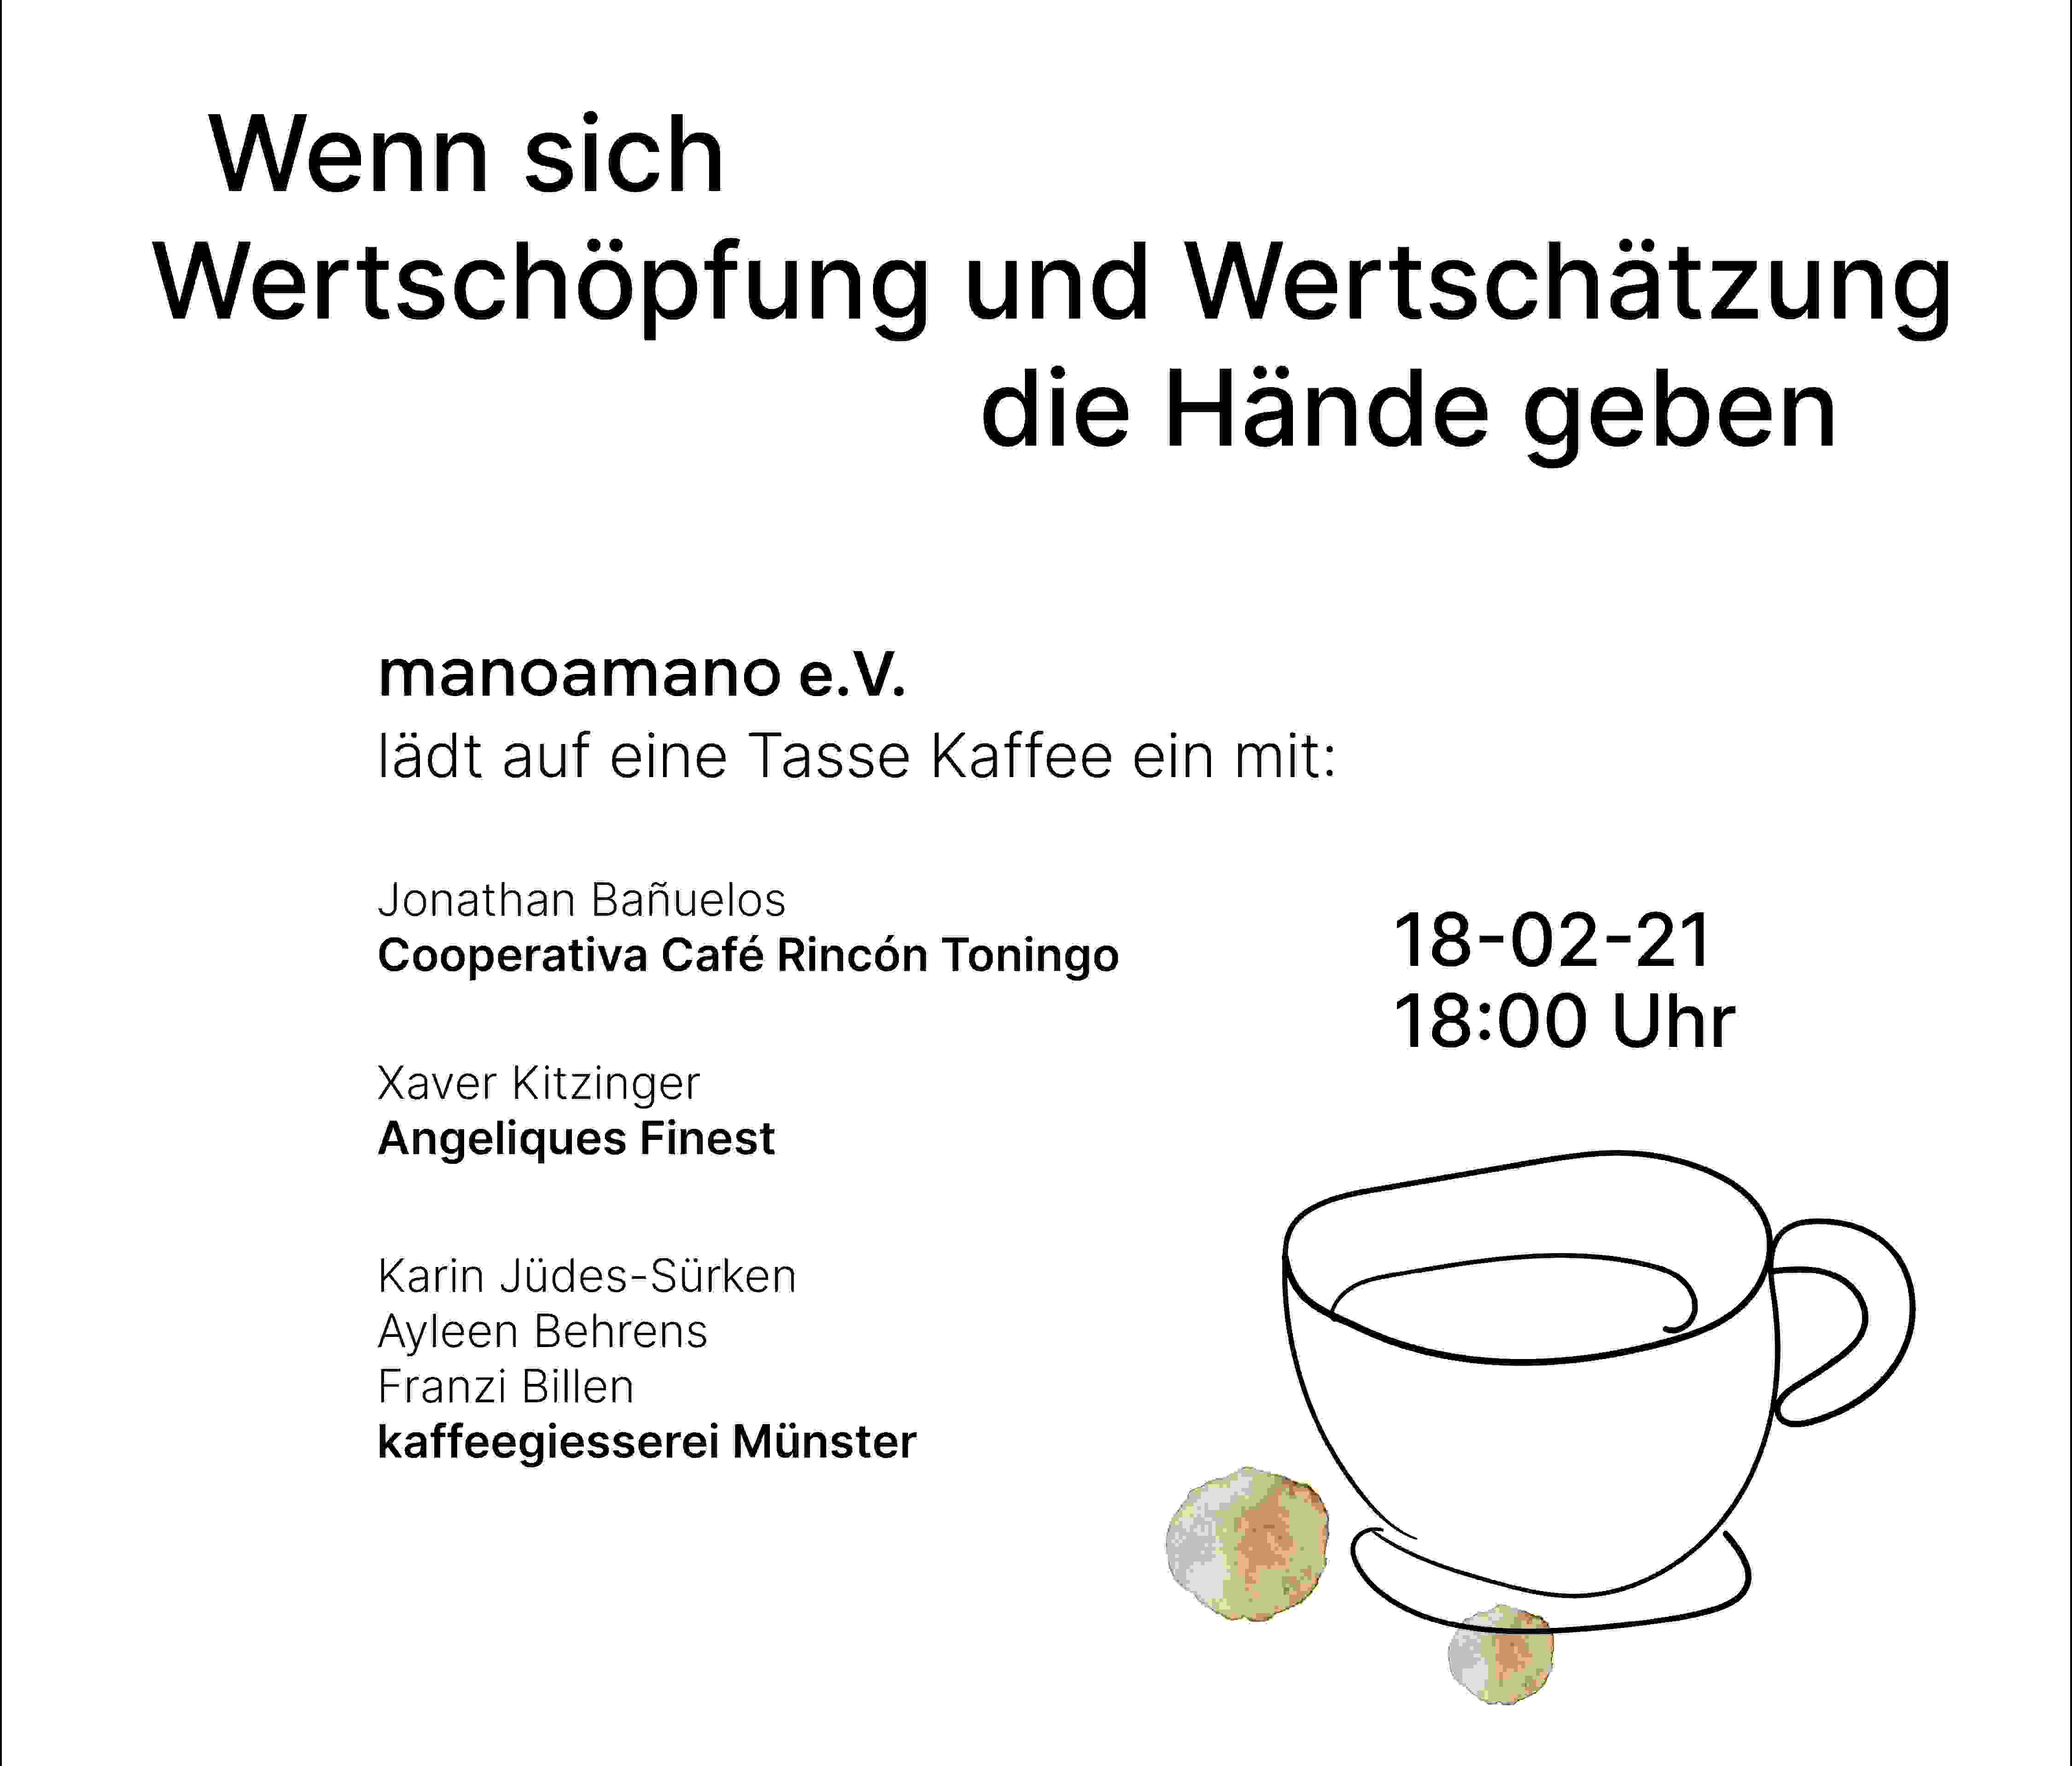 Wenn sich
Wertschöpfung und Wertschätzung
die Hände geben
manoamano e.V.
lädt auf eine Tasse Kaffee ein mit:
Jonathan Bañuelos
Cooperativa Café Rincón Toningo
Xaver Kitzinger
Angeliques Finest
Karin Jüdes-Sürken
Ayleen Behrens
Franzi Billen
kaffeegiesserei Münster
18-02-21
18:00 Uhr